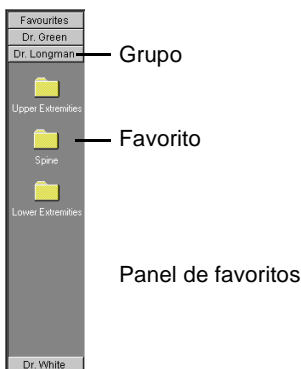 Favourites
Dr. Green
Dr. Longman
Grupo
Upper Extremities
Favorito
Spine
Lower Extremities
Panel de favoritos
Dr. White